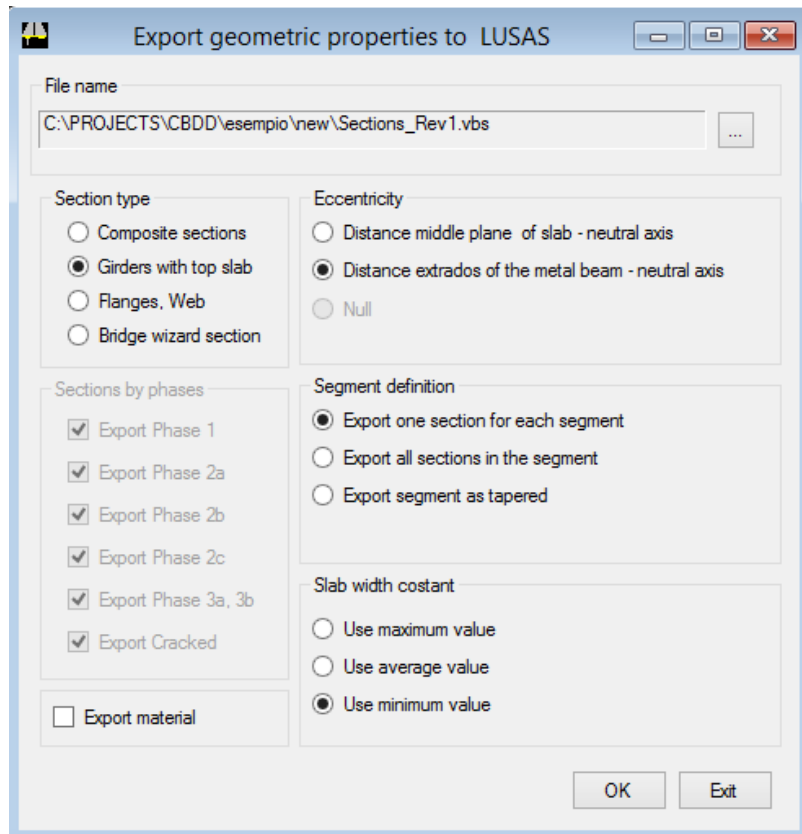 Export geometric properties to LUSAS
File name
C:\PROJECTS\CBDD\esempio\new\Sections_Rev1.vbs
...
Section type
Composite sections
Girders with top slab
Flanges, Web
Bridge wizard section
Eccentricity
Distance middle plane of slab - neutral axis
Distance extrados of the metal beam - neutral axis
Null
Sections by phases
Export Phase 1
Export Phase 2a
Export Phase 2b
Export Phase 2c
Export Phase 3a, 3b
Export Cracked
Segment definition
Export one section for each segment
Export all sections in the segment
Export segment as tapered
Slab width costant
Use maximum value
Use average value
Use minimum value
Export material
OK
Exit